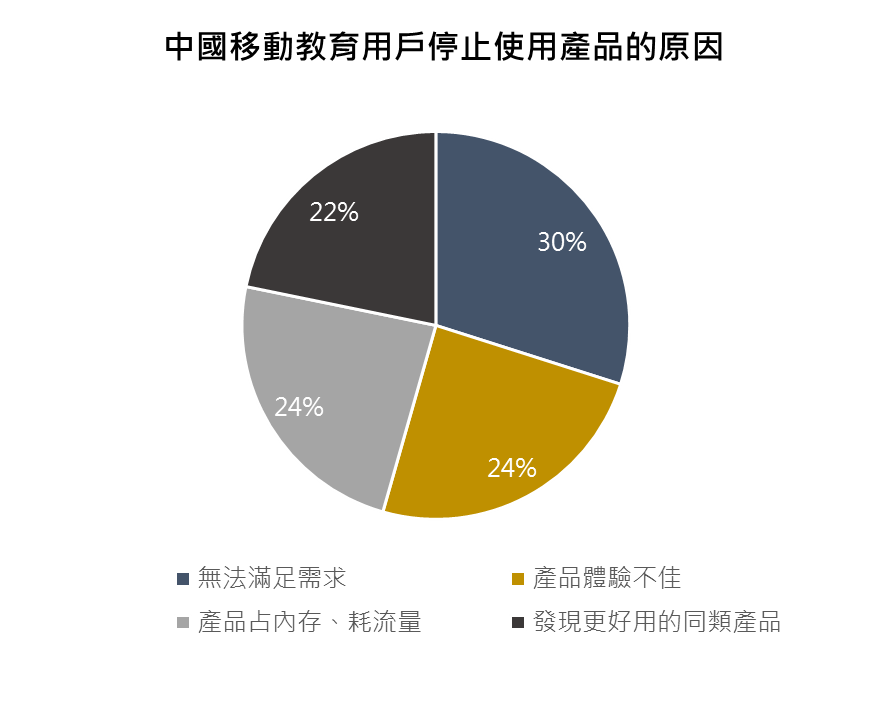 中國移動教育用戶停止使用產品的原因
22%
30%
24%
24%
無法滿足需求
產品體驗不佳
產品占內存、耗流量
發現更好用的同類產品